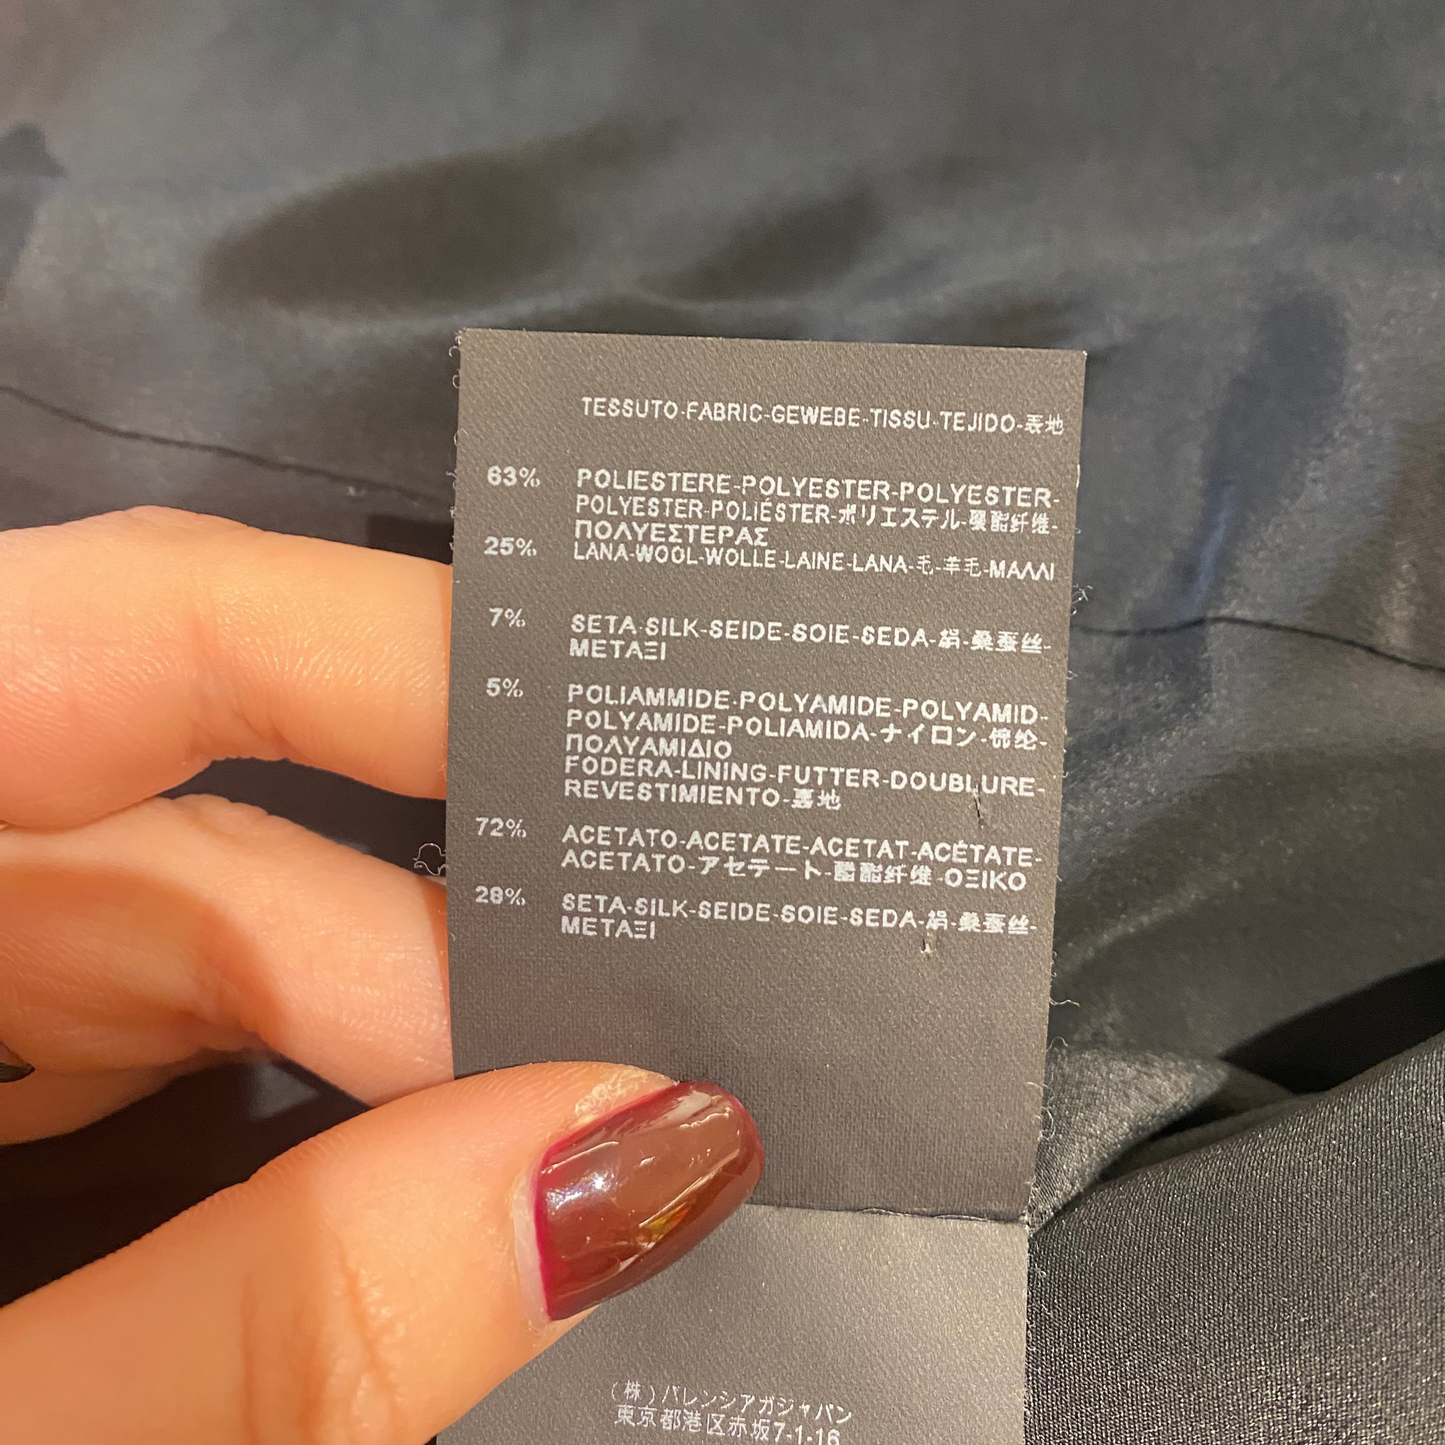 TESSUTO-FABRIC-GEWEBE-TISSU-TEJIDO-表地
63% POLIESTERE-POLYESTER-POLYESTER-
POLYESTER-POLIÉSTER-ポリエステル-聚酯纤维-
ΠΟΛΥΕΣΤΕΡΑΣ
25% LANA-WOOL-WOLLE-LAINE-LANA-毛-羊毛-ΜΑΛΛΙ
7% SETA-SILK-SEIDE-SOIE-SEDA-絹-桑蚕丝-
ΜΕΤΑΞΙ
5% POLIAMMIDE-POLYAMIDE-POLYAMID-
POLYAMIDE-POLIAMIDA-ナイロン-锦纶-
ΠΟΛΥΑΜΙΔΙΟ
FODERA-LINING-FUTTER-DOUBLURE-
REVESTIMIENTO-裏地
72% ACETATO-ACETATE-ACETAT-ACÉTATE-
ACETATO-アセテート-醋酯纤维-ΟΞΙΚΟ
28% SETA-SILK-SEIDE-SOIE-SEDA-絹-桑蚕丝-
ΜΕΤΑΞΙ
(株)バレンシアガジャパン
東京都港区赤坂7-1-16